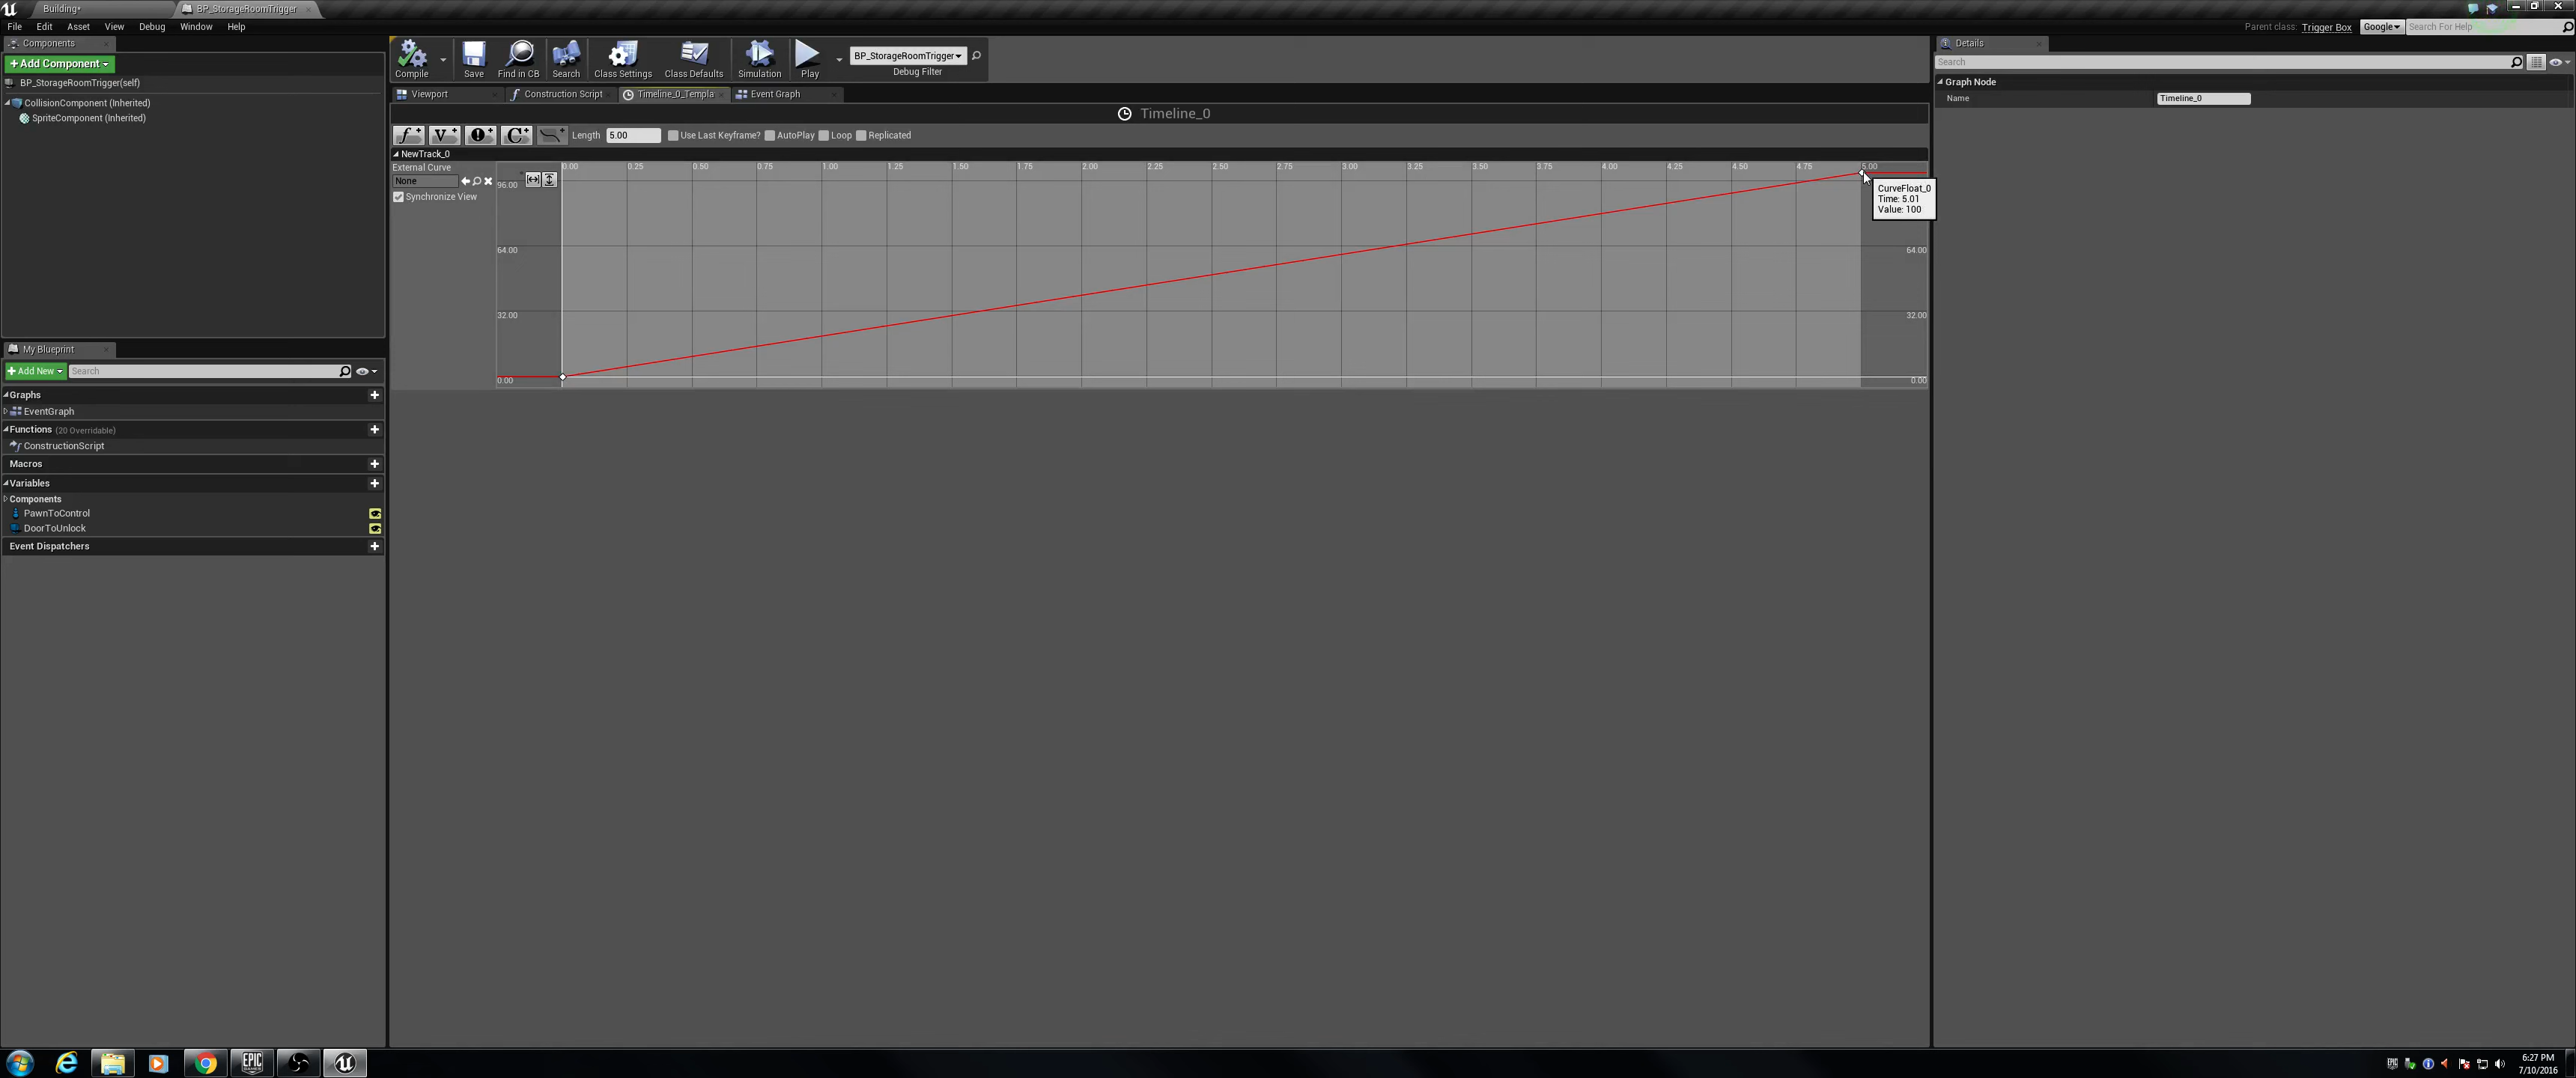 Building*
BP_StorageRoomTrigger
File Edit Asset View Debug Window Help
Parent class: Trigger Box Google Search For Help
Components
+Add Component
BP_StorageRoomTrigger(self)
CollisionComponent (Inherited)
SpriteComponent (Inherited)
My Blueprint
+Add New Search
Graphs
EventGraph
Functions (20 Overridable)
ConstructionScript
Macros
Variables
Components
PawnToControl
DoorToUnlock
Event Dispatchers
Compile Save Find in CB Search Class Settings Class Defaults Simulation Play
BP_StorageRoomTrigger
Debug Filter
Viewport Construction Script Timeline_0_Templa Event Graph
Timeline_0
Length 5.00 Use Last Keyframe? AutoPlay Loop Replicated
NewTrack_0
External Curve
None
Synchronize View
0.00 0.25 0.50 0.75 1.00 1.25 1.50 1.75 2.00 2.25 2.50 2.75 3.00 3.25 3.50 3.75 4.00 4.25 4.50 4.75 5.00
96.00
64.00 64.00
32.00 32.00
0.00 0.00
CurveFloat_0
Time: 5.01
Value: 100
Details
Search
Graph Node
Name Timeline_0
EPIC
6:27 PM
7/10/2016